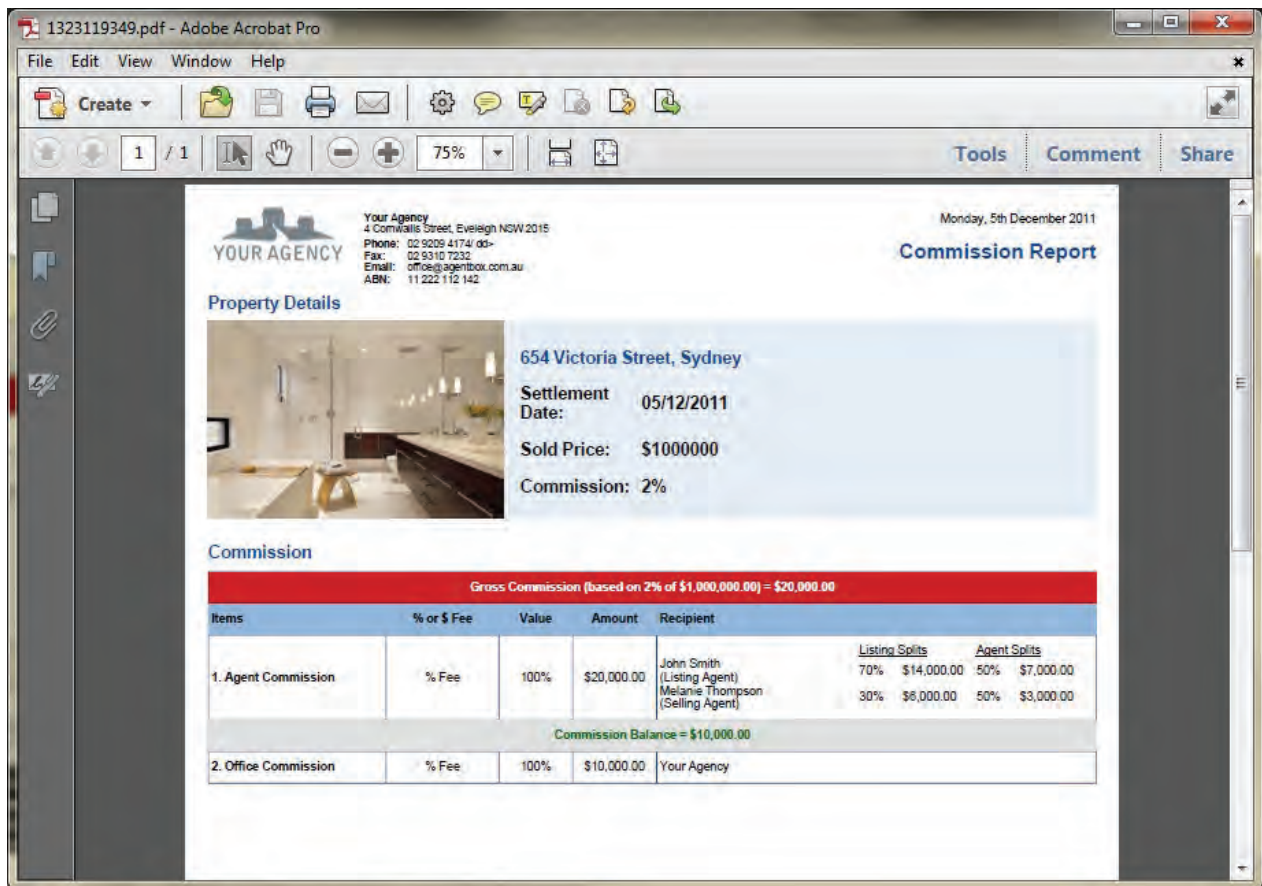 1323119349.pdf - Adobe Acrobat Pro
File Edit View Window Help
Create
1 / 1 75% Tools Comment Share
YOUR AGENCY
Your Agency
4 Cornwallis Street, Eveleigh NSW 2015
Phone: 02 9209 4174/ dd>
Fax: 02 9310 7232
Email: office@agentbox.com.au
ABN: 11 222 112 142
Monday, 5th December 2011
Commission Report
Property Details
654 Victoria Street, Sydney
Settlement Date: 05/12/2011
Sold Price: $1000000
Commission: 2%
Commission
Gross Commission (based on 2% of $1,000,000.00) = $20,000.00
Items % or $ Fee Value Amount Recipient
Listing Splits Agent Splits
1. Agent Commission % Fee 100% $20,000.00
John Smith
(Listing Agent)
70% $14,000.00 50% $7,000.00
Melanie Thompson
(Selling Agent)
30% $6,000.00 50% $3,000.00
Commission Balance = $10,000.00
2. Office Commission % Fee 100% $10,000.00 Your Agency